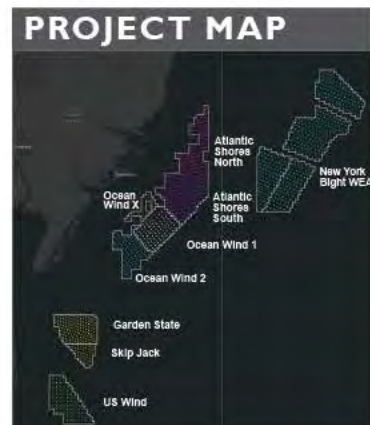 PROJECT MAP
Atlantic
Shores
North
New York
Bight WEA
Ocean
Wind X
Atlantic
Shores
South
Ocean Wind 1
Ocean Wind 2
Garden State
Skip Jack
US Wind